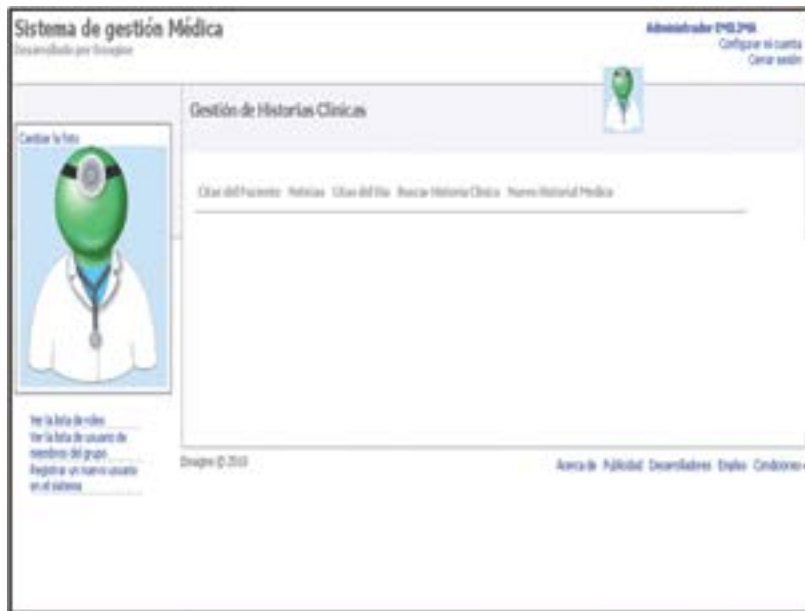 Sistema de gestión Médica
Desarrollado por
Administrador
Configurar mi cuenta
Cerrar sesión
Gestión de Historias Clínicas
Cambiar la foto
Citas del Paciente Noticias Citas del Día Buscar Historia Clínica Nuevo Historial Medico
Ver la lista de roles
Ver la lista de usuario de
miembros del grupo
Registrar un nuevo usuario
en el sistema
© 2010
Acerca de Publicidad Desarrolladores Empleo Condiciones